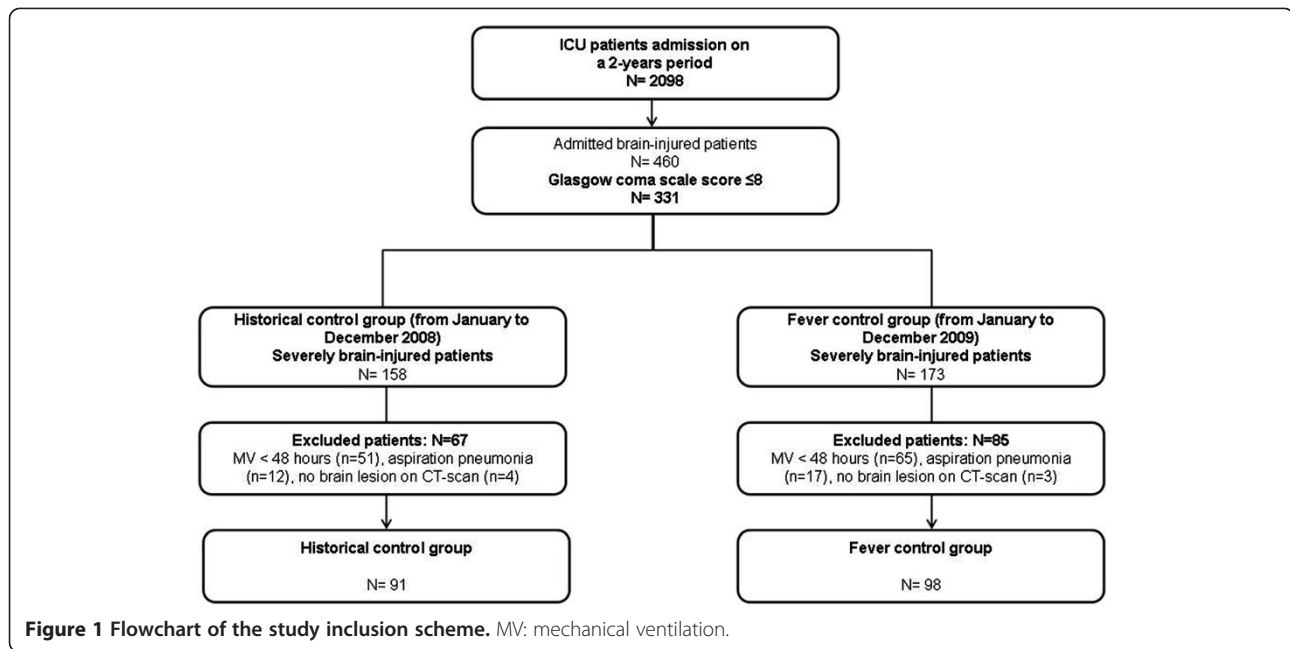 ICU patients admission on
a 2-years period
N= 2098
Admitted brain-injured patients
N= 460
Glasgow coma scale score ≤8
N= 331
Historical control group (from January to
December 2008)
Severely brain-injured patients
N= 158
Fever control group (from January to
December 2009)
Severely brain-injured patients
N= 173
Excluded patients: N=67
MV < 48 hours (n=51), aspiration pneumonia
(n=12), no brain lesion on CT-scan (n=4)
Excluded patients: N=85
MV < 48 hours (n=65), aspiration pneumonia
(n=17), no brain lesion on CT-scan (n=3)
Historical control group
N= 91
Fever control group
N= 98
Figure 1 Flowchart of the study inclusion scheme. MV: mechanical ventilation.